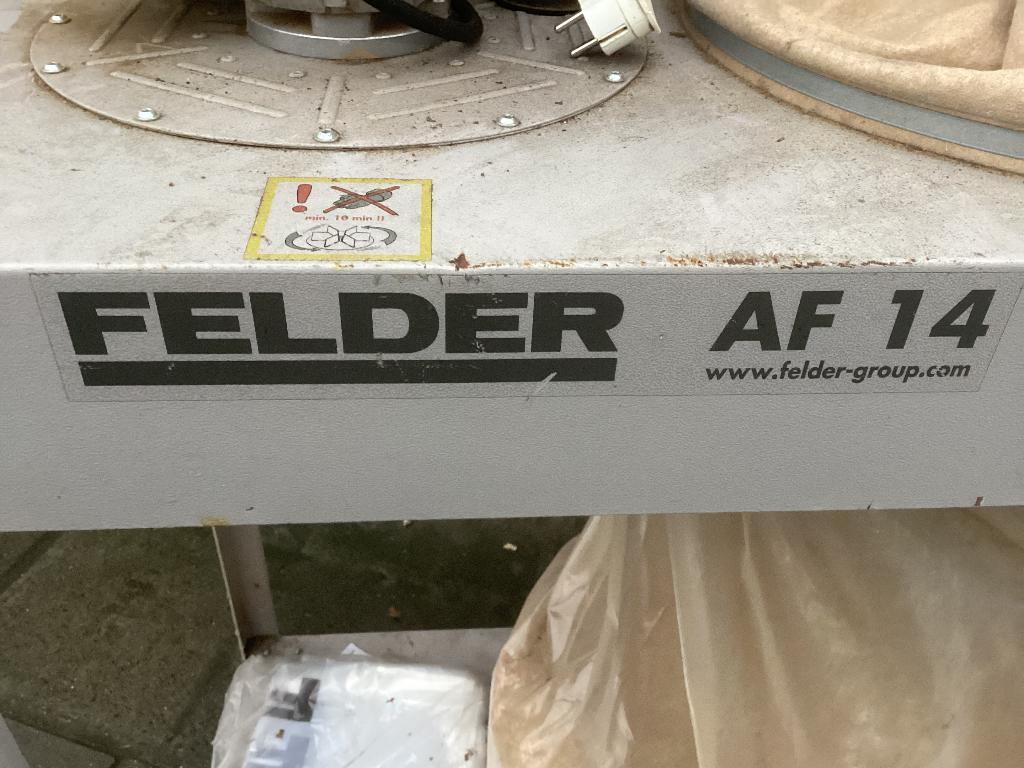 min. 10 min !!
FELDER AF 14
www.felder-group.com